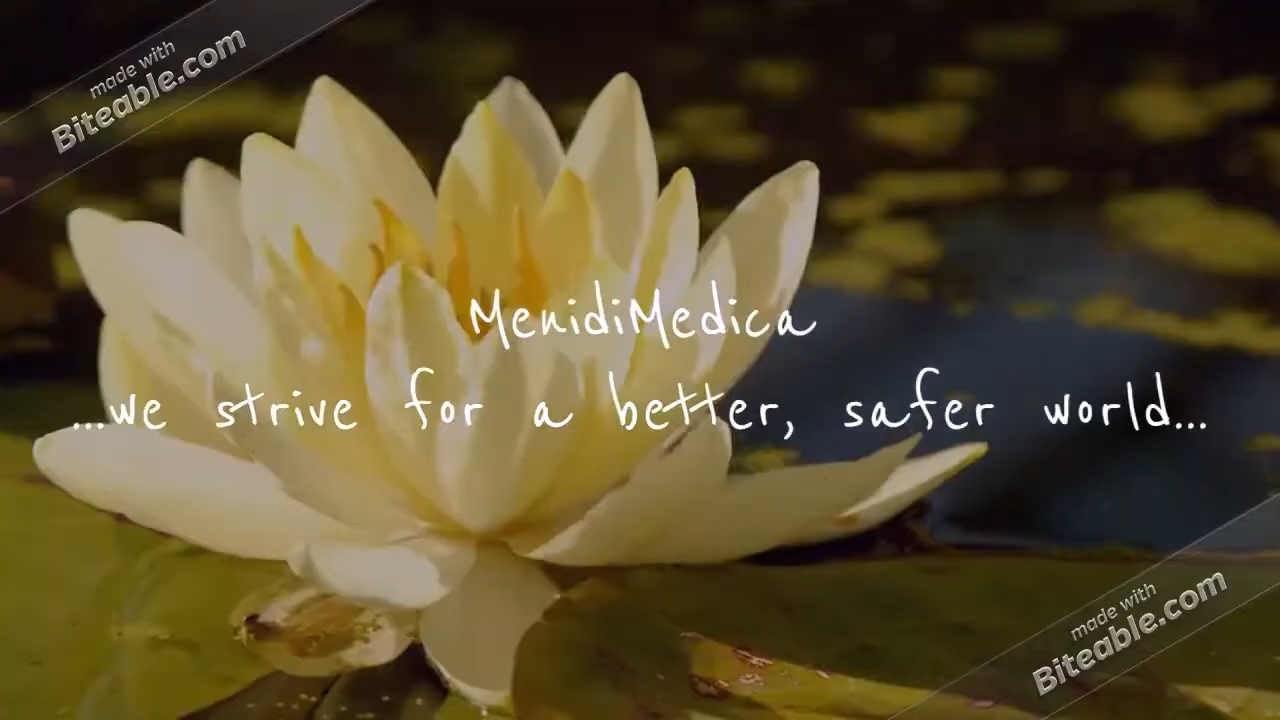 made with
Biteable.com
MenidiMedica
...we strive for a better, safer world...
made with
Biteable.com